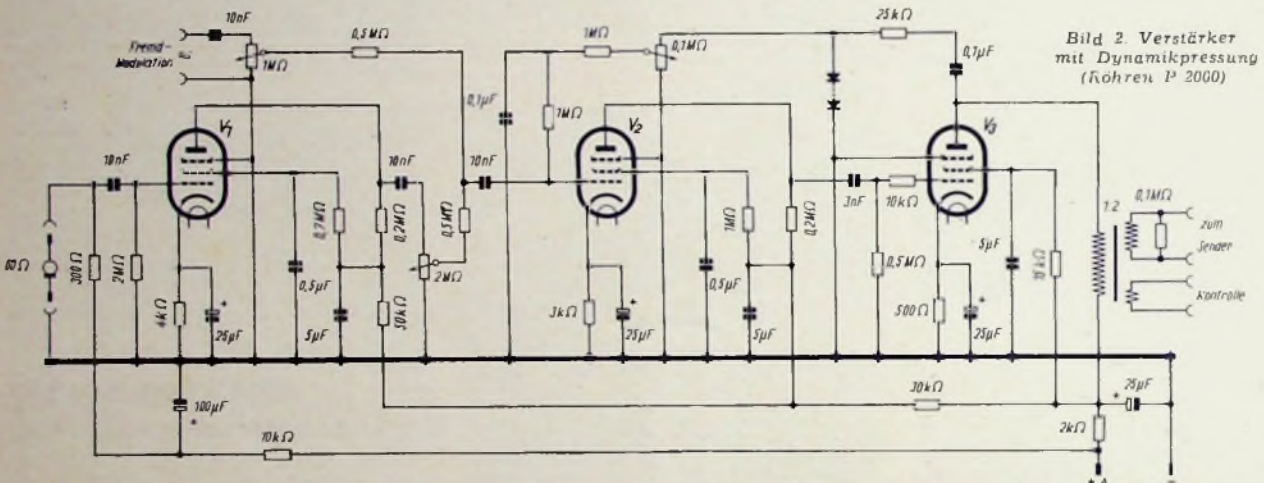 10nF
Fremd-
Modulation
1MΩ
0,5MΩ
1MΩ
0,1MΩ
25kΩ
0,1µF
Bild 2. Verstärker
mit Dynamikpressung
(Röhren P 2000)
V1
0,1µF
1MΩ
V2
V3
10nF
10nF
10nF
3nF
10kΩ
1:2
0,1MΩ
zum
Sender
Kontrolle
60Ω
300Ω
2MΩ
4kΩ
25µF
0,5µF
0,7MΩ
5µF
0,2MΩ
50kΩ
2MΩ
0,5MΩ
3kΩ
25µF
0,5µF
1MΩ
5µF
0,2MΩ
0,5MΩ
500Ω
25µF
5µF
100µF
30kΩ
25µF
10kΩ
2kΩ